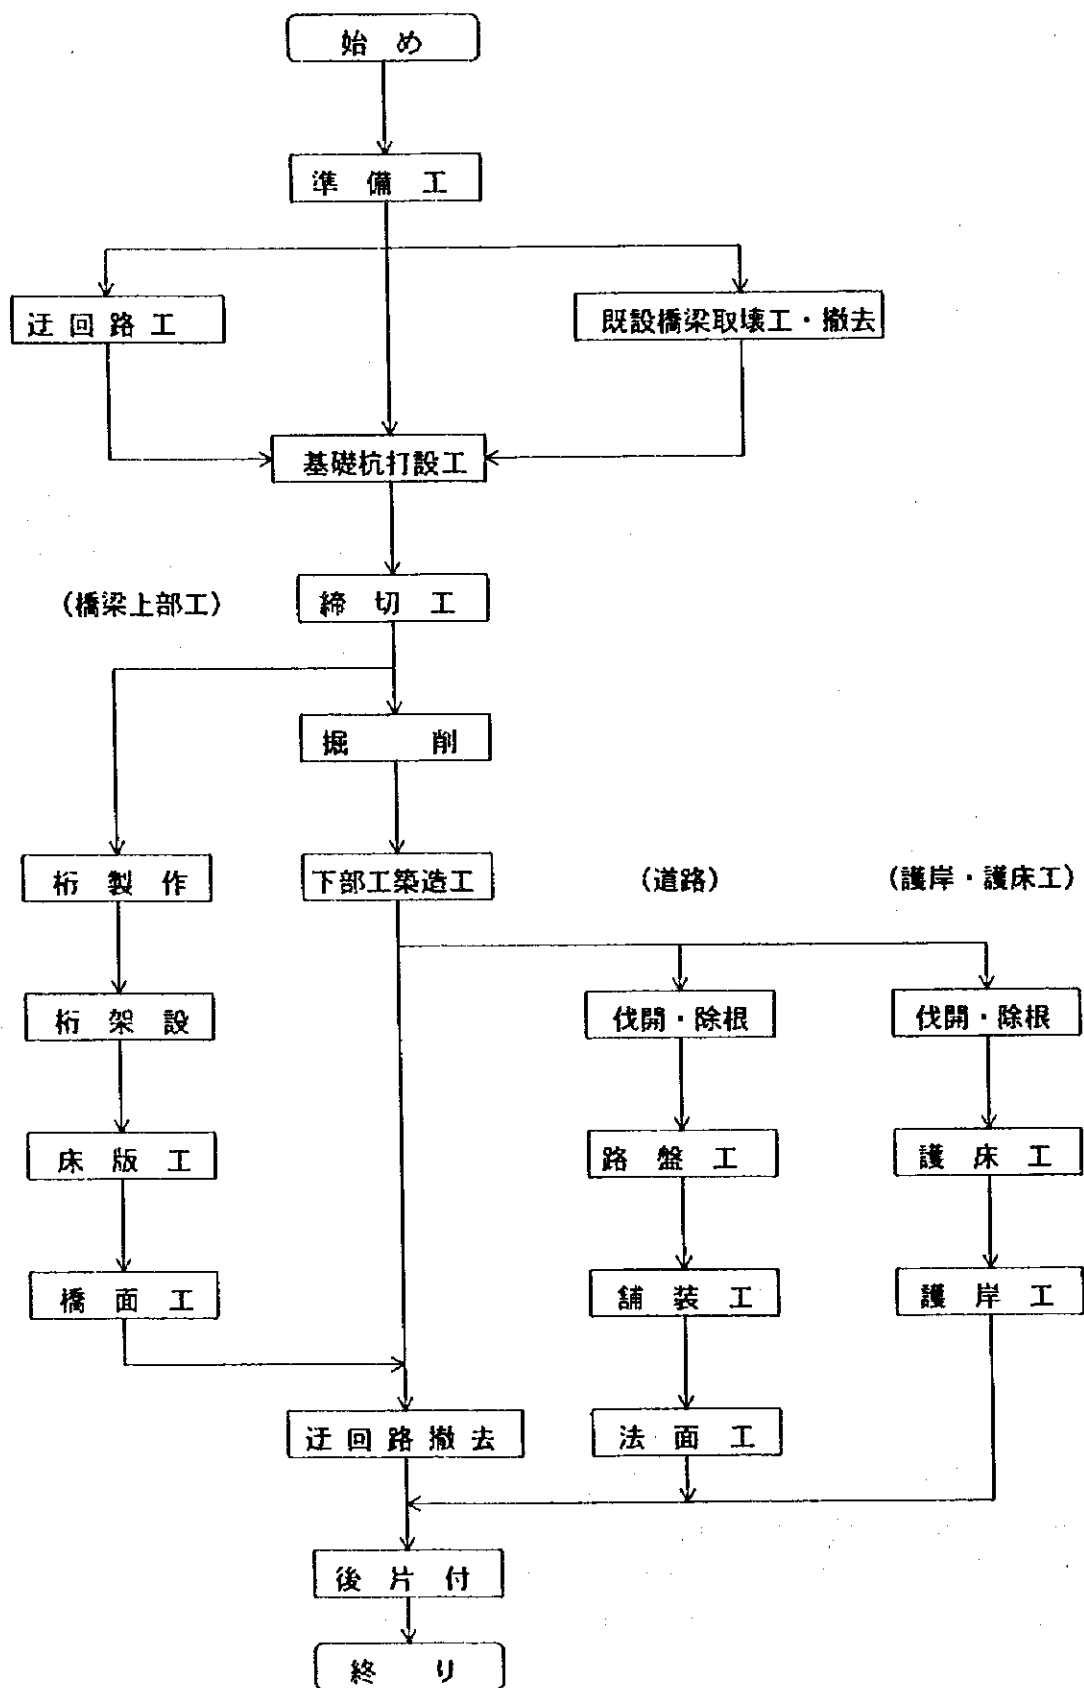 始め
準備工
迂回路工
既設橋梁取壊工・撤去
基礎杭打設工
(橋梁上部工)
締切工
掘削
桁製作
下部工築造工
(道路)
(護岸・護床工)
桁架設
伐開・除根
伐開・除根
床版工
路盤工
護床工
橋面工
舗装工
護岸工
迂回路撤去
法面工
後片付
終り